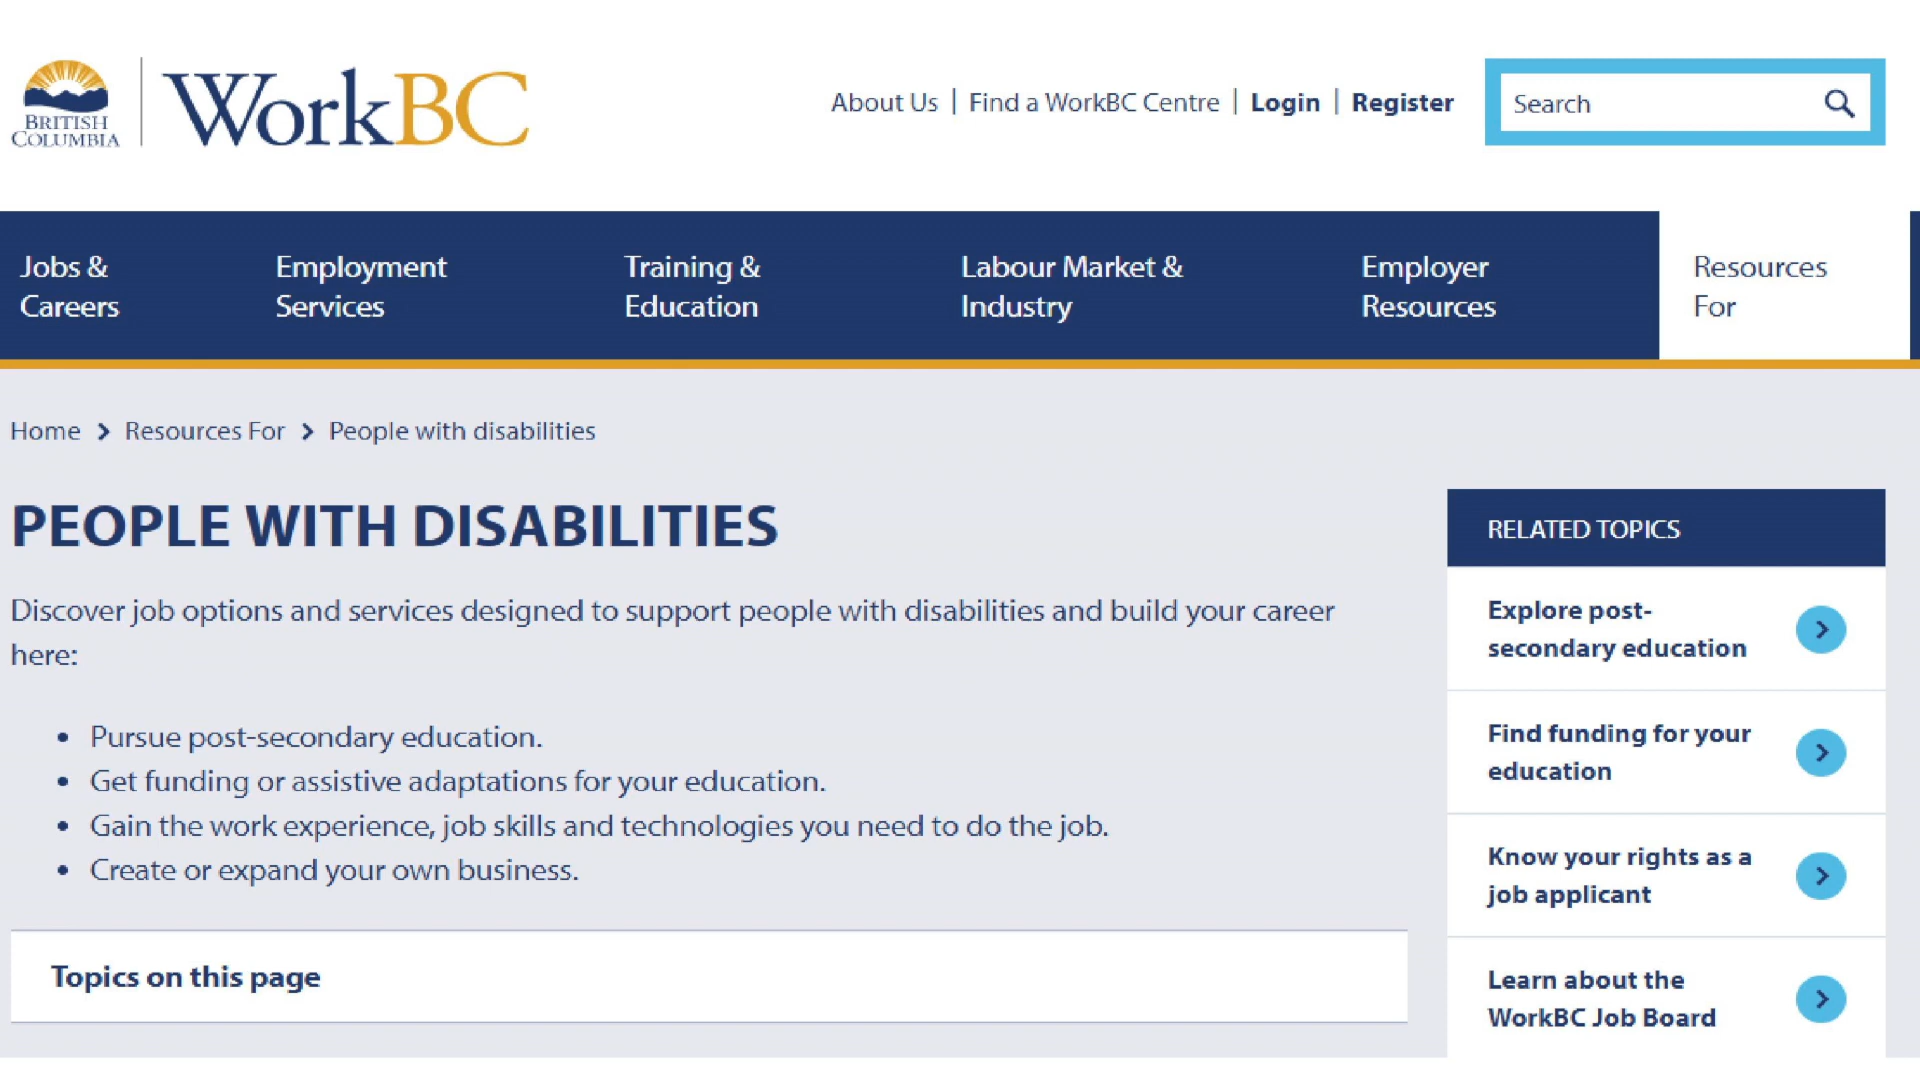 BRITISH
COLUMBIA
WorkBC
About Us | Find a WorkBC Centre | Login | Register
Search
Jobs &
Careers
Employment
Services
Training &
Education
Labour Market &
Industry
Employer
Resources
Resources
For
Home > Resources For > People with disabilities
PEOPLE WITH DISABILITIES
Discover job options and services designed to support people with disabilities and build your career
here:
• Pursue post-secondary education.
• Get funding or assistive adaptations for your education.
• Gain the work experience, job skills and technologies you need to do the job.
• Create or expand your own business.
Topics on this page
RELATED TOPICS
Explore post-
secondary education
Find funding for your
education
Know your rights as a
job applicant
Learn about the
WorkBC Job Board